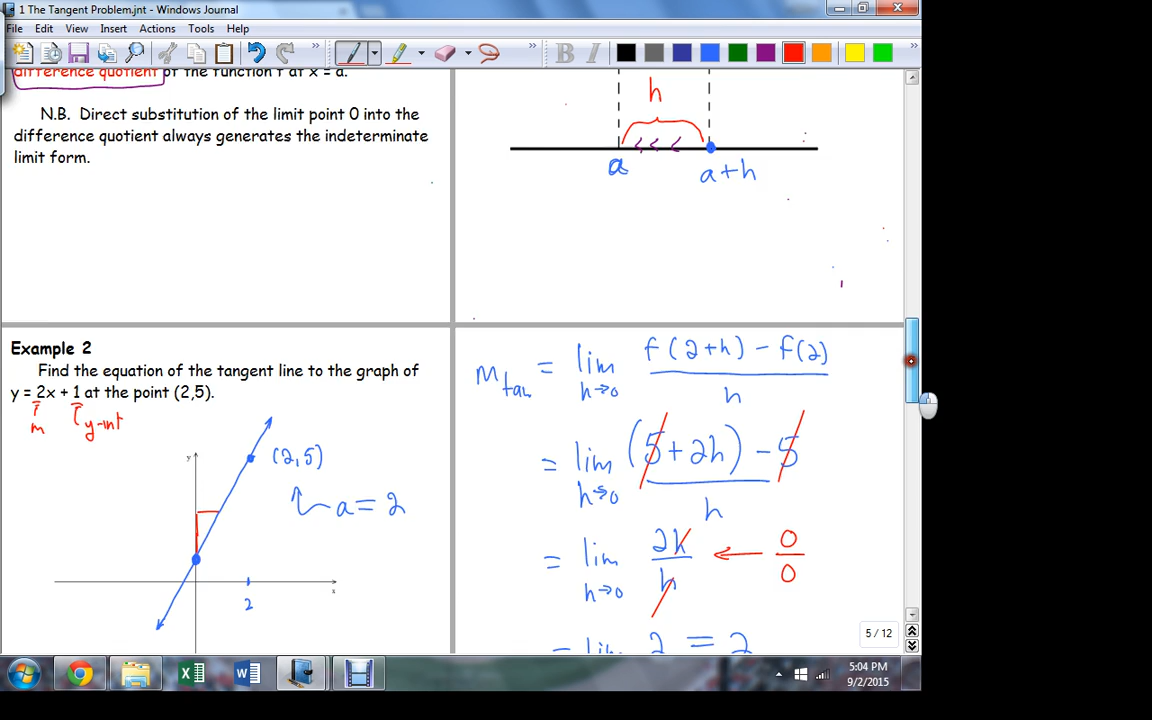 1 The Tangent Problem.jnt - Windows Journal
File Edit View Insert Actions Tools Help
B I
difference quotient of the function f at x = a.
N.B. Direct substitution of the limit point 0 into the
difference quotient always generates the indeterminate
limit form.
h
< < <
a a+h
Example 2
Find the equation of the tangent line to the graph of
y = 2x + 1 at the point (2,5).
m y-int
y
(2,5)
a = 2
x
2
m tan = lim h→0 f(2+h) - f(2) / h
= lim h→0 (5+2h) - 5 / h
= lim h→0 2h / h ← 0 / 0
= lim 2 = 2
5 / 12
5:04 PM
9/2/2015